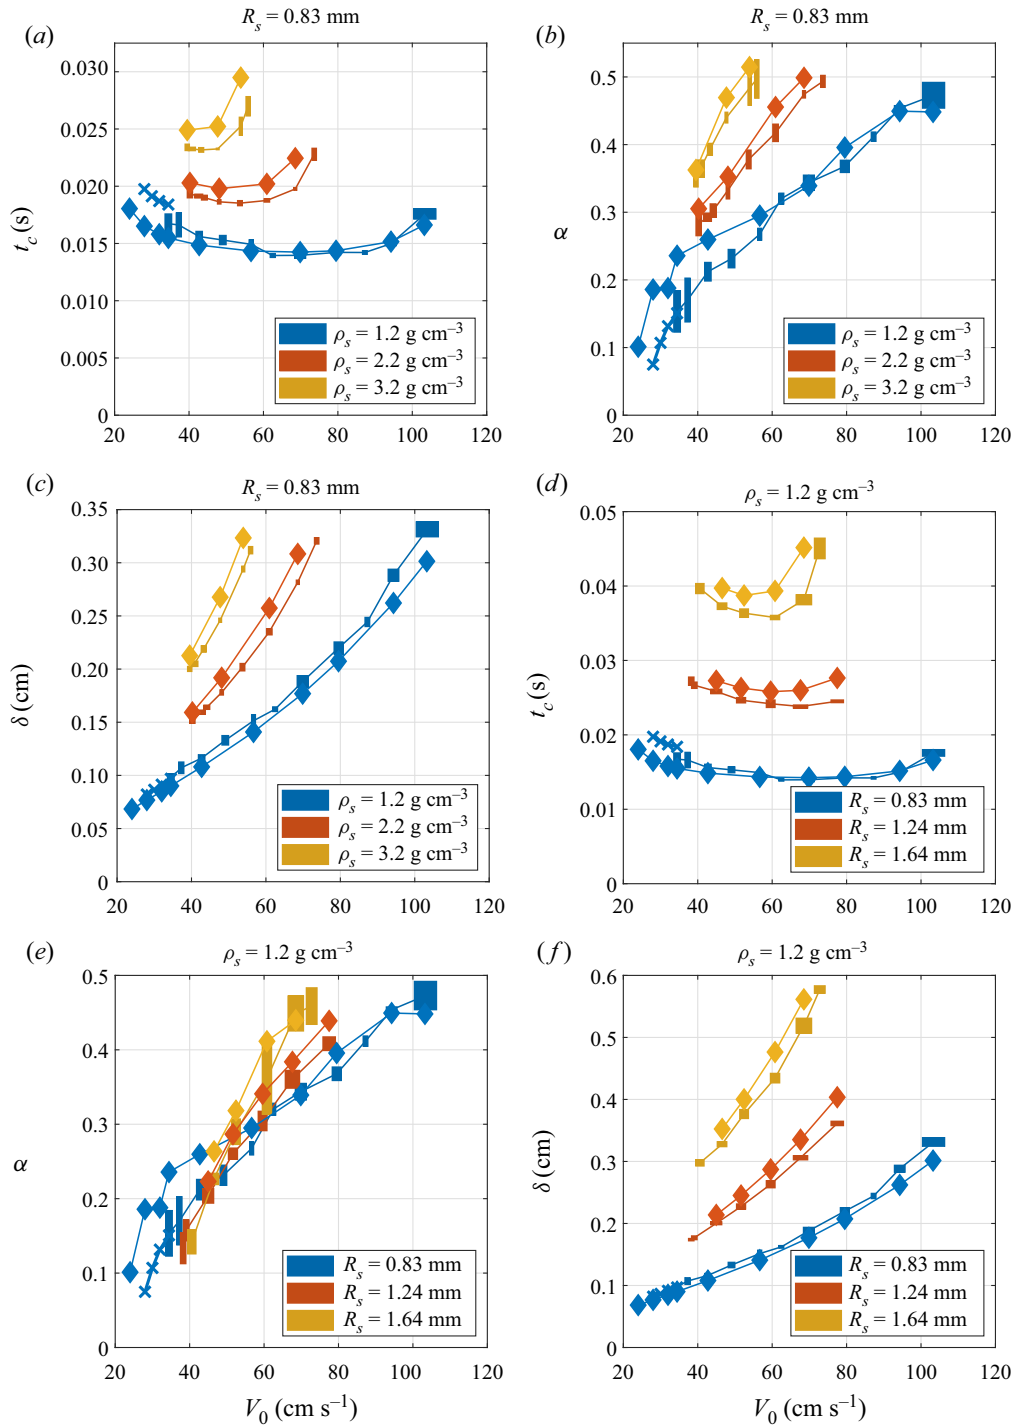 (a)
R_s = 0.83 mm
0.030
0.025
0.020
0.015
0.010
0.005
0
t_c (s)
ρ_s = 1.2 g cm⁻³
ρ_s = 2.2 g cm⁻³
ρ_s = 3.2 g cm⁻³
20 40 60 80 100 120
(b)
R_s = 0.83 mm
0.5
0.4
0.3
0.2
0.1
0
α
ρ_s = 1.2 g cm⁻³
ρ_s = 2.2 g cm⁻³
ρ_s = 3.2 g cm⁻³
20 40 60 80 100 120
(c)
R_s = 0.83 mm
0.35
0.30
0.25
0.20
0.15
0.10
0.05
0
δ (cm)
ρ_s = 1.2 g cm⁻³
ρ_s = 2.2 g cm⁻³
ρ_s = 3.2 g cm⁻³
20 40 60 80 100 120
(d)
ρ_s = 1.2 g cm⁻³
0.05
0.04
0.03
0.02
0.01
0
t_c (s)
R_s = 0.83 mm
R_s = 1.24 mm
R_s = 1.64 mm
20 40 60 80 100 120
(e)
ρ_s = 1.2 g cm⁻³
0.5
0.4
0.3
0.2
0.1
0
α
R_s = 0.83 mm
R_s = 1.24 mm
R_s = 1.64 mm
20 40 60 80 100 120
V_0 (cm s⁻¹)
(f)
ρ_s = 1.2 g cm⁻³
0.6
0.5
0.4
0.3
0.2
0.1
0
δ (cm)
R_s = 0.83 mm
R_s = 1.24 mm
R_s = 1.64 mm
20 40 60 80 100 120
V_0 (cm s⁻¹)